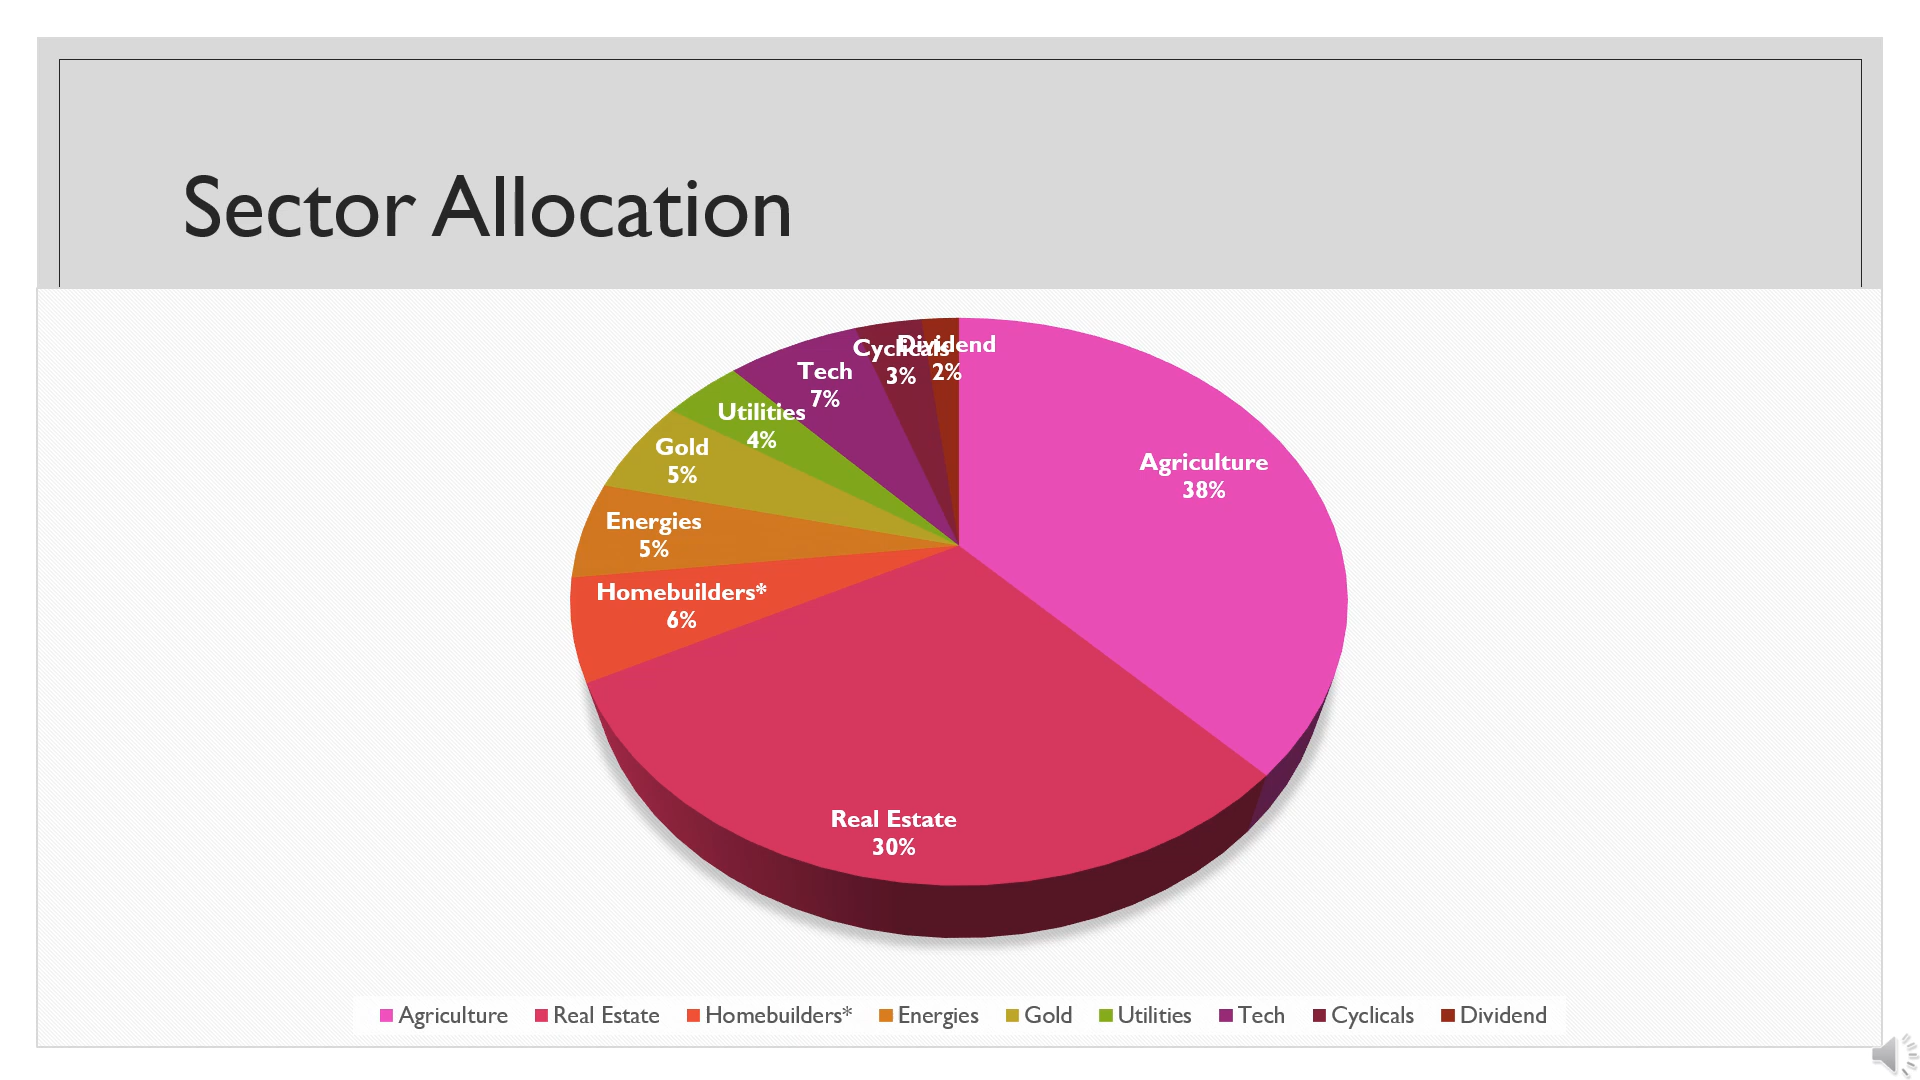 Sector Allocation
Dividend
2%
Cyclicals
3%
Tech
7%
Utilities
4%
Gold
5%
Energies
5%
Homebuilders*
6%
Agriculture
38%
Real Estate
30%
Agriculture Real Estate Homebuilders* Energies Gold Utilities Tech Cyclicals Dividend